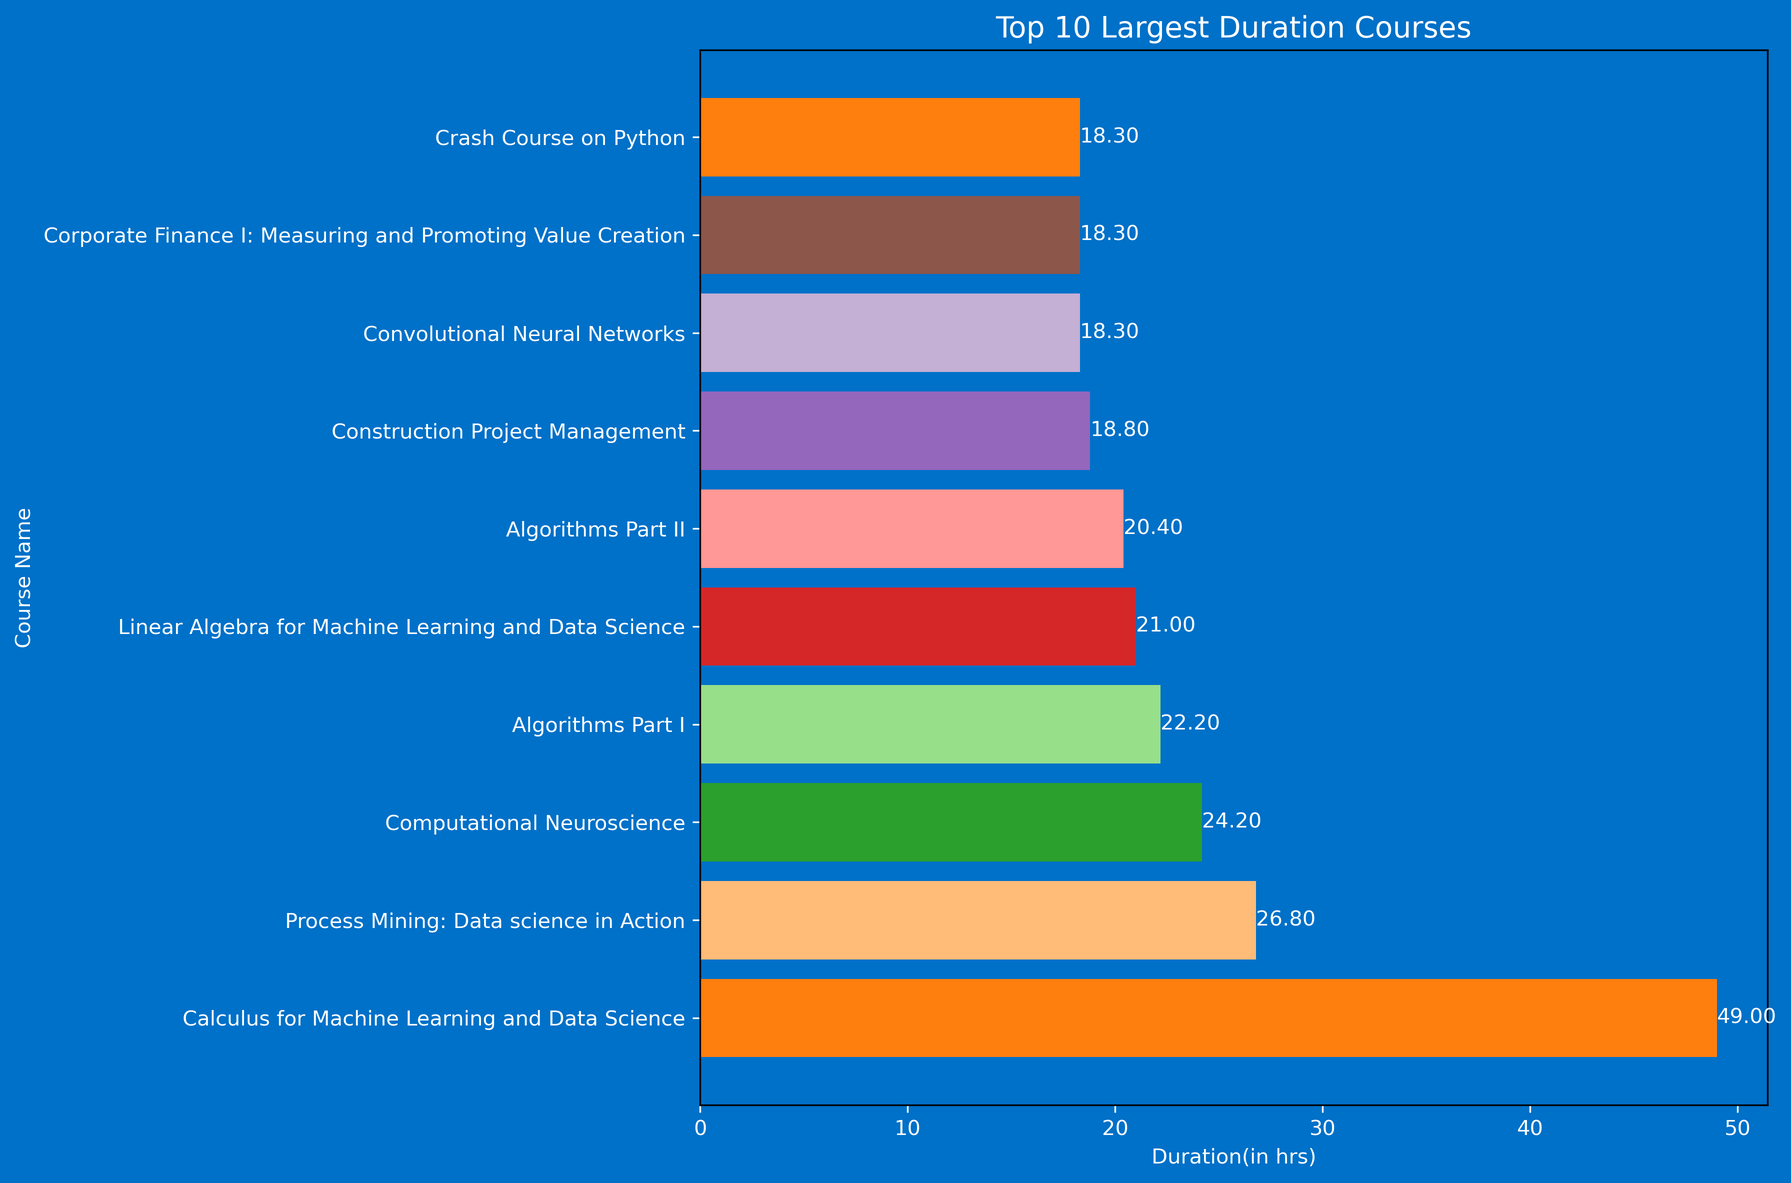 Top 10 Largest Duration Courses
Crash Course on Python
18.30
Corporate Finance I: Measuring and Promoting Value Creation
18.30
Convolutional Neural Networks
18.30
Construction Project Management
18.80
Algorithms Part II
20.40
Linear Algebra for Machine Learning and Data Science
21.00
Algorithms Part I
22.20
Computational Neuroscience
24.20
Process Mining: Data science in Action
26.80
Calculus for Machine Learning and Data Science
49.00
Course Name
0 10 20 30 40 50
Duration(in hrs)